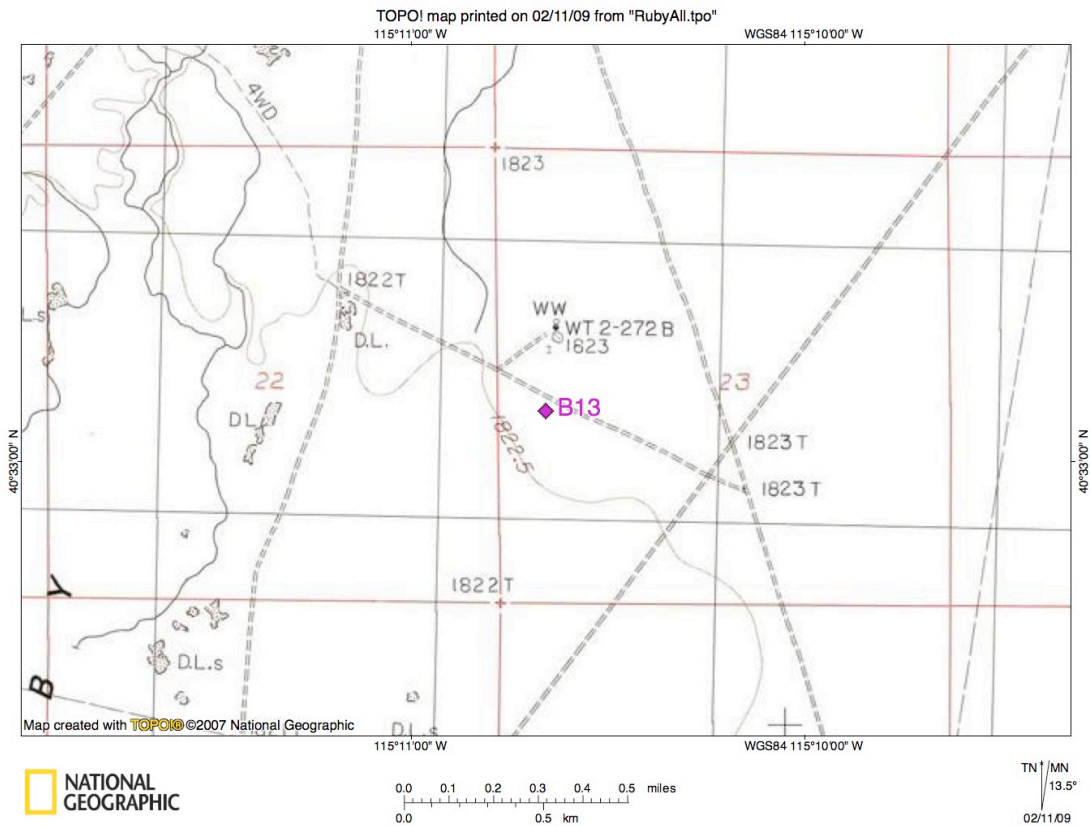 TOPO! map printed on 02/11/09 from "RubyAll.tpo"
115°11'00" W
WGS84 115°10'00" W
4WD
1823
1822T
L.s
WW
WT 2-272 B
1823
D.L.
22
23
B13
DL
1822.5
1823 T
40°33'00" N
40°33'00" N
1823 T
1822 T
Y
D.L.s
B
Map created with TOPO!® ©2007 National Geographic
D.L.s
115°11'00" W
WGS84 115°10'00" W
NATIONAL
GEOGRAPHIC
0.0 0.1 0.2 0.3 0.4 0.5 miles
0.0 0.5 km
TN MN
13.5°
02/11/09